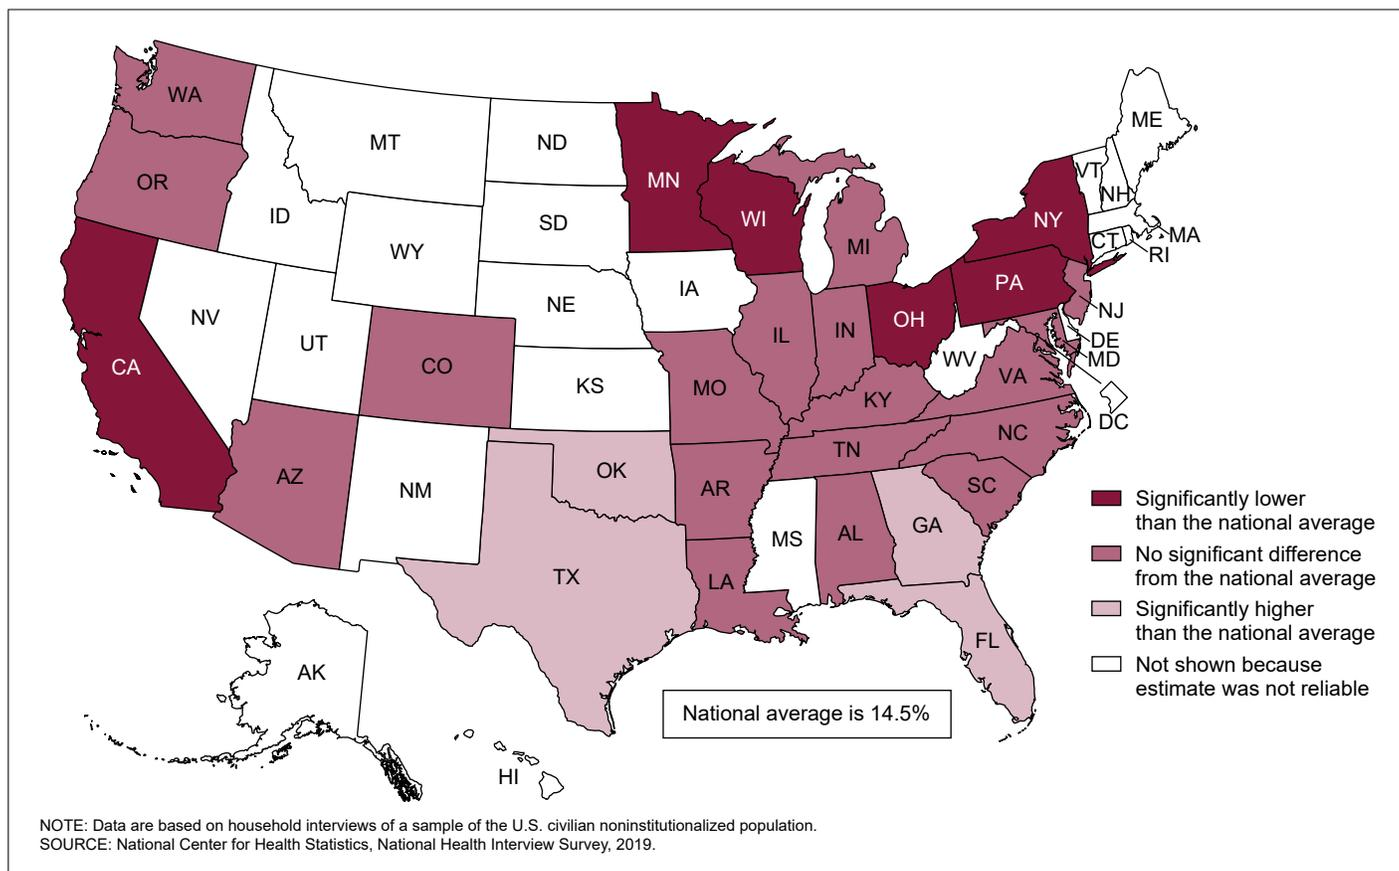 WA
ME
MT
ND
VT
OR
MN
NH
ID
WI
NY
SD
MA
CT
MI
WY
RI
PA
IA
NE
NJ
NV
OH
IL
IN
UT
DE
MD
WV
CA
CO
VA
KS
MO
KY
DC
NC
TN
OK
AZ
SC
NM
AR
Significantly lower
than the national average
GA
AL
MS
No significant difference
from the national average
TX
LA
Significantly higher
than the national average
FL
AK
Not shown because
estimate was not reliable
National average is 14.5%
HI
NOTE: Data are based on household interviews of a sample of the U.S. civilian noninstitutionalized population.
SOURCE: National Center for Health Statistics, National Health Interview Survey, 2019.